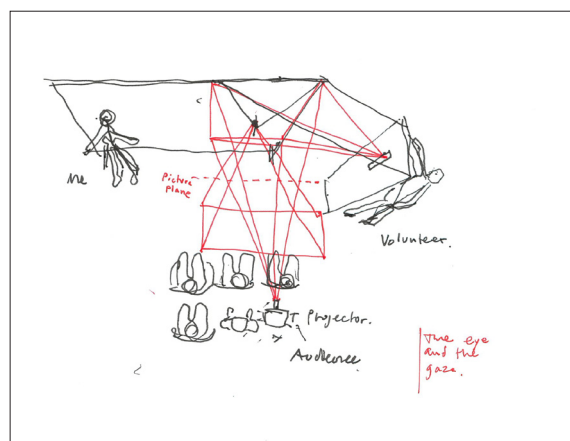 Me
Picture
plane
Volunteer.
Projector.
Audience
The eye
and the
gaze.